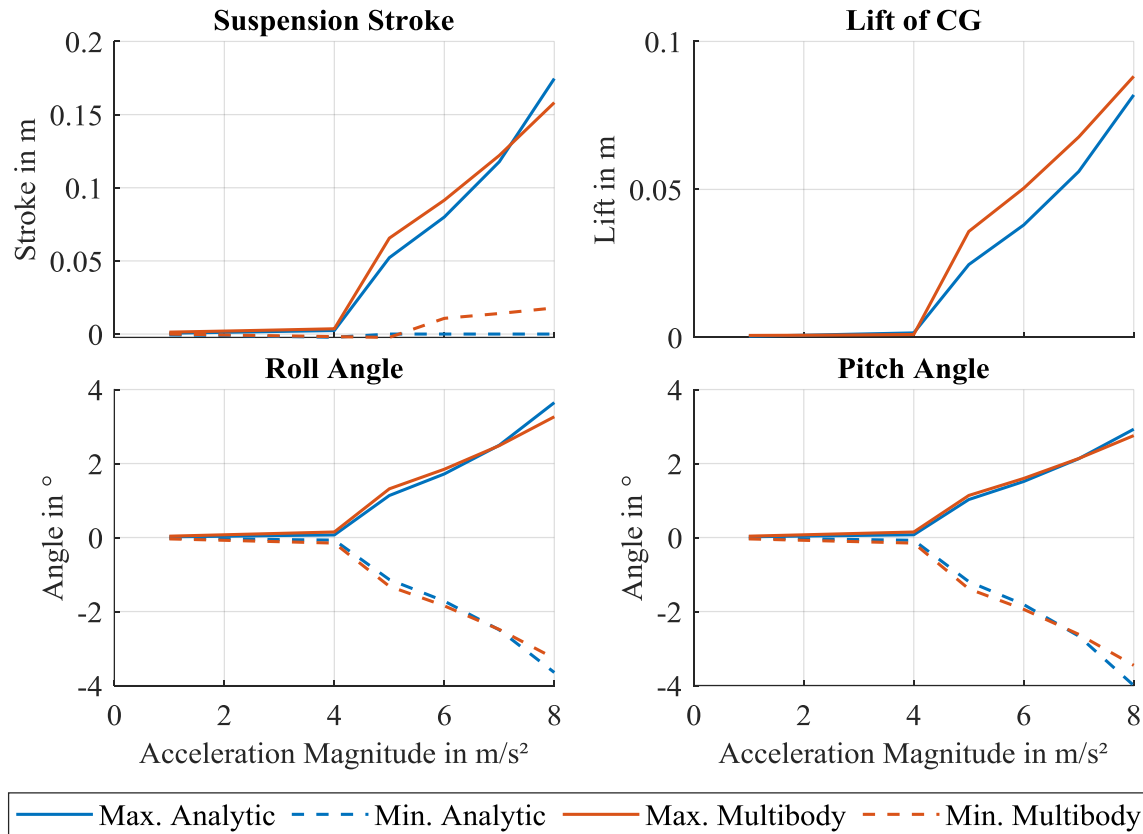 Suspension Stroke
Lift of CG
0.2
0.15
0.1
0.05
0
Stroke in m
0.1
0.05
0
Lift in m
Roll Angle
Pitch Angle
4
2
0
-2
-4
Angle in °
0 2 4 6 8
Acceleration Magnitude in m/s²
4
2
0
-2
-4
Angle in °
0 2 4 6 8
Acceleration Magnitude in m/s²
Max. Analytic Min. Analytic Max. Multibody Min. Multibody